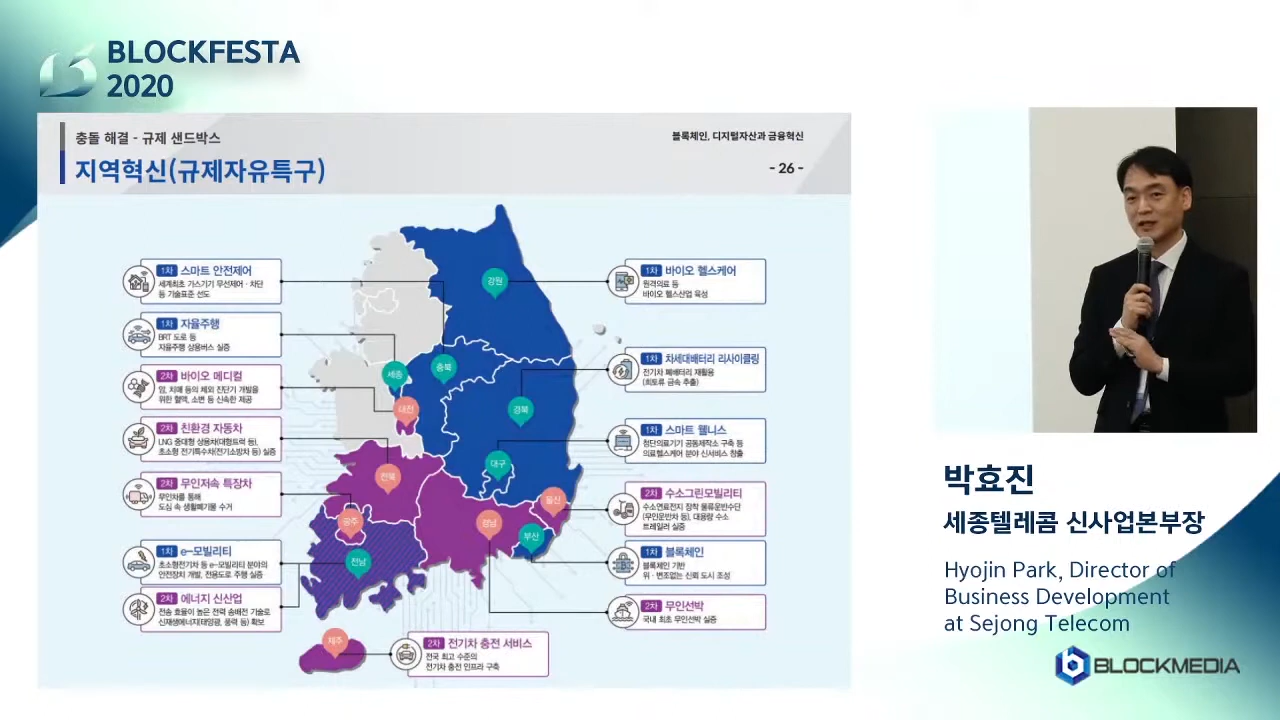 BLOCKFESTA
2020
충돌 해결 - 규제 샌드박스
블록체인, 디지털자산과 금융혁신
지역혁신(규제자유특구)
- 26 -
1차 스마트 안전제어
세계최초 가스기기 무선제어 · 차단
등 기술표준 선도
1차 자율주행
BRT 도로 등
자율주행 상용버스 실증
2차 바이오 메디컬
암, 치매 등의 체외 진단기 개발을
위한 혈액, 소변 등 신속한 제공
2차 친환경 자동차
LNG 중대형 상용차(대형트럭 등),
초소형 전기특수차(전기소방차 등) 실증
2차 무인저속 특장차
무인차를 통해
도심 속 생활폐기물 수거
1차 e-모빌리티
초소형전기차 등 e-모빌리티 분야의
안전장치 개발, 전용도로 주행 실증
2차 에너지 신산업
전송 효율이 높은 전력 송배전 기술로
신재생에너지(태양광, 풍력 등) 확보
강원
충북
세종
대전
경북
대구
전북
울산
경남
부산
광주
전남
제주
1차 바이오 헬스케어
원격의료 등
바이오 헬스산업 육성
1차 차세대배터리 리사이클링
전기차 폐배터리 재활용
(희토류 금속 추출)
1차 스마트 웰니스
첨단의료기기 공동제작소 구축 등
의료헬스케어 분야 신서비스 창출
2차 수소그린모빌리티
수소연료전지 장착 물류운반수단
(무인운반차 등), 대용량 수소
트레일러 실증
1차 블록체인
블록체인 기반
위 · 변조없는 신뢰 도시 조성
2차 무인선박
국내 최초 무인선박 실증
2차 전기차 충전 서비스
전국 최고 수준의
전기차 충전 인프라 구축
박효진
세종텔레콤 신사업본부장
Hyojin Park, Director of
Business Development
at Sejong Telecom
BLOCKMEDIA